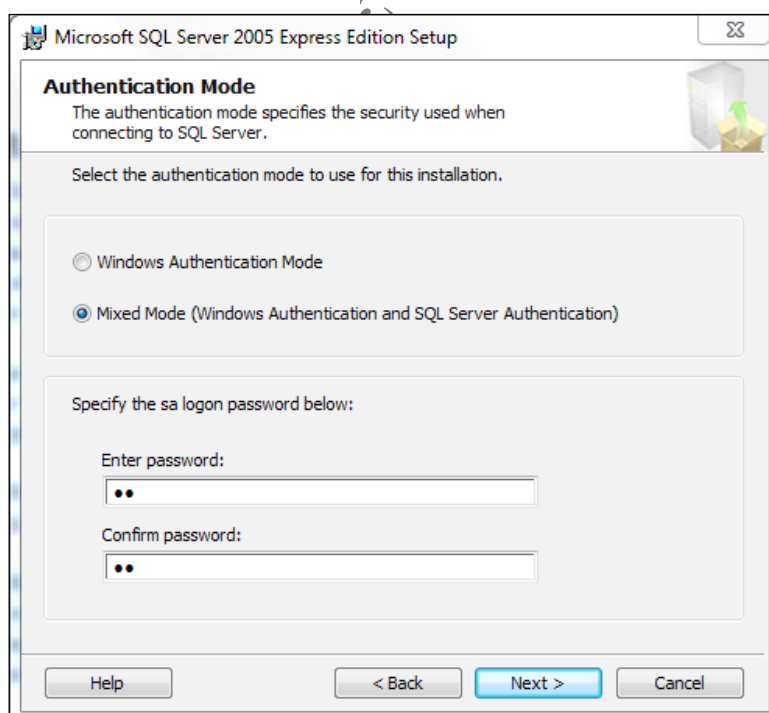 Microsoft SQL Server 2005 Express Edition Setup
Authentication Mode
The authentication mode specifies the security used when
connecting to SQL Server.
Select the authentication mode to use for this installation.
Windows Authentication Mode
Mixed Mode (Windows Authentication and SQL Server Authentication)
Specify the sa logon password below:
Enter password:
●●
Confirm password:
●●
Help
< Back
Next >
Cancel